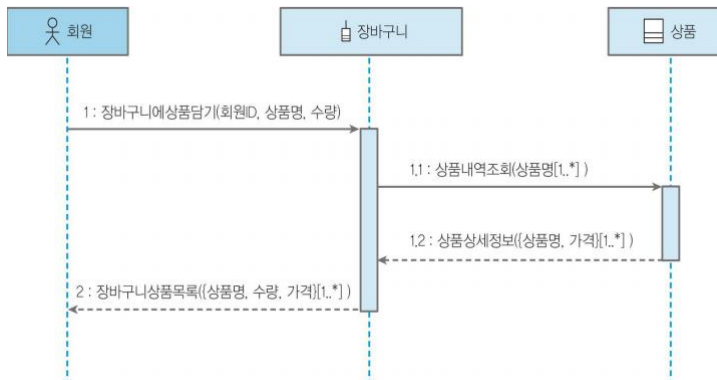 회원
장바구니
상품
1 : 장바구니에상품담기(회원ID, 상품명, 수량)
1.1 : 상품내역조회(상품명[1..*] )
1.2 : 상품상세정보({상품명, 가격}[1..*] )
2 : 장바구니상품목록({상품명, 수량, 가격}[1..*] )